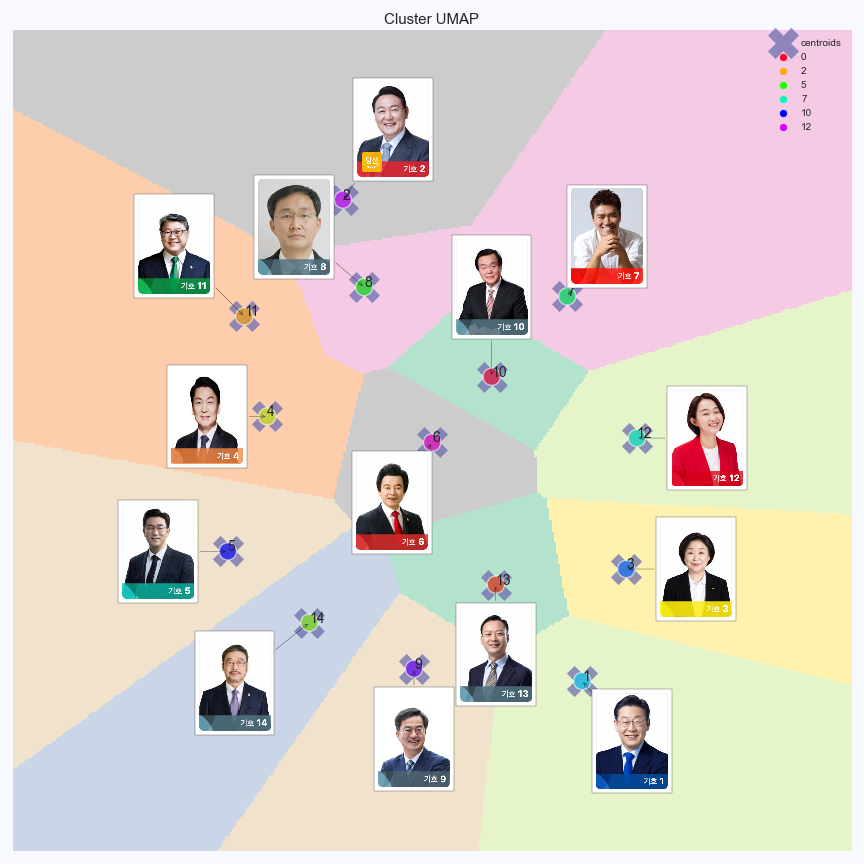 Cluster UMAP
centroids
0
2
5
7
10
12
당선
기호 2
2
기호 8
8
기호 11
11
기호 7
7
기호 10
10
기호 4
4
6
기호 6
12
기호 12
기호 5
5
3
기호 3
13
기호 13
14
기호 14
9
기호 9
1
기호 1